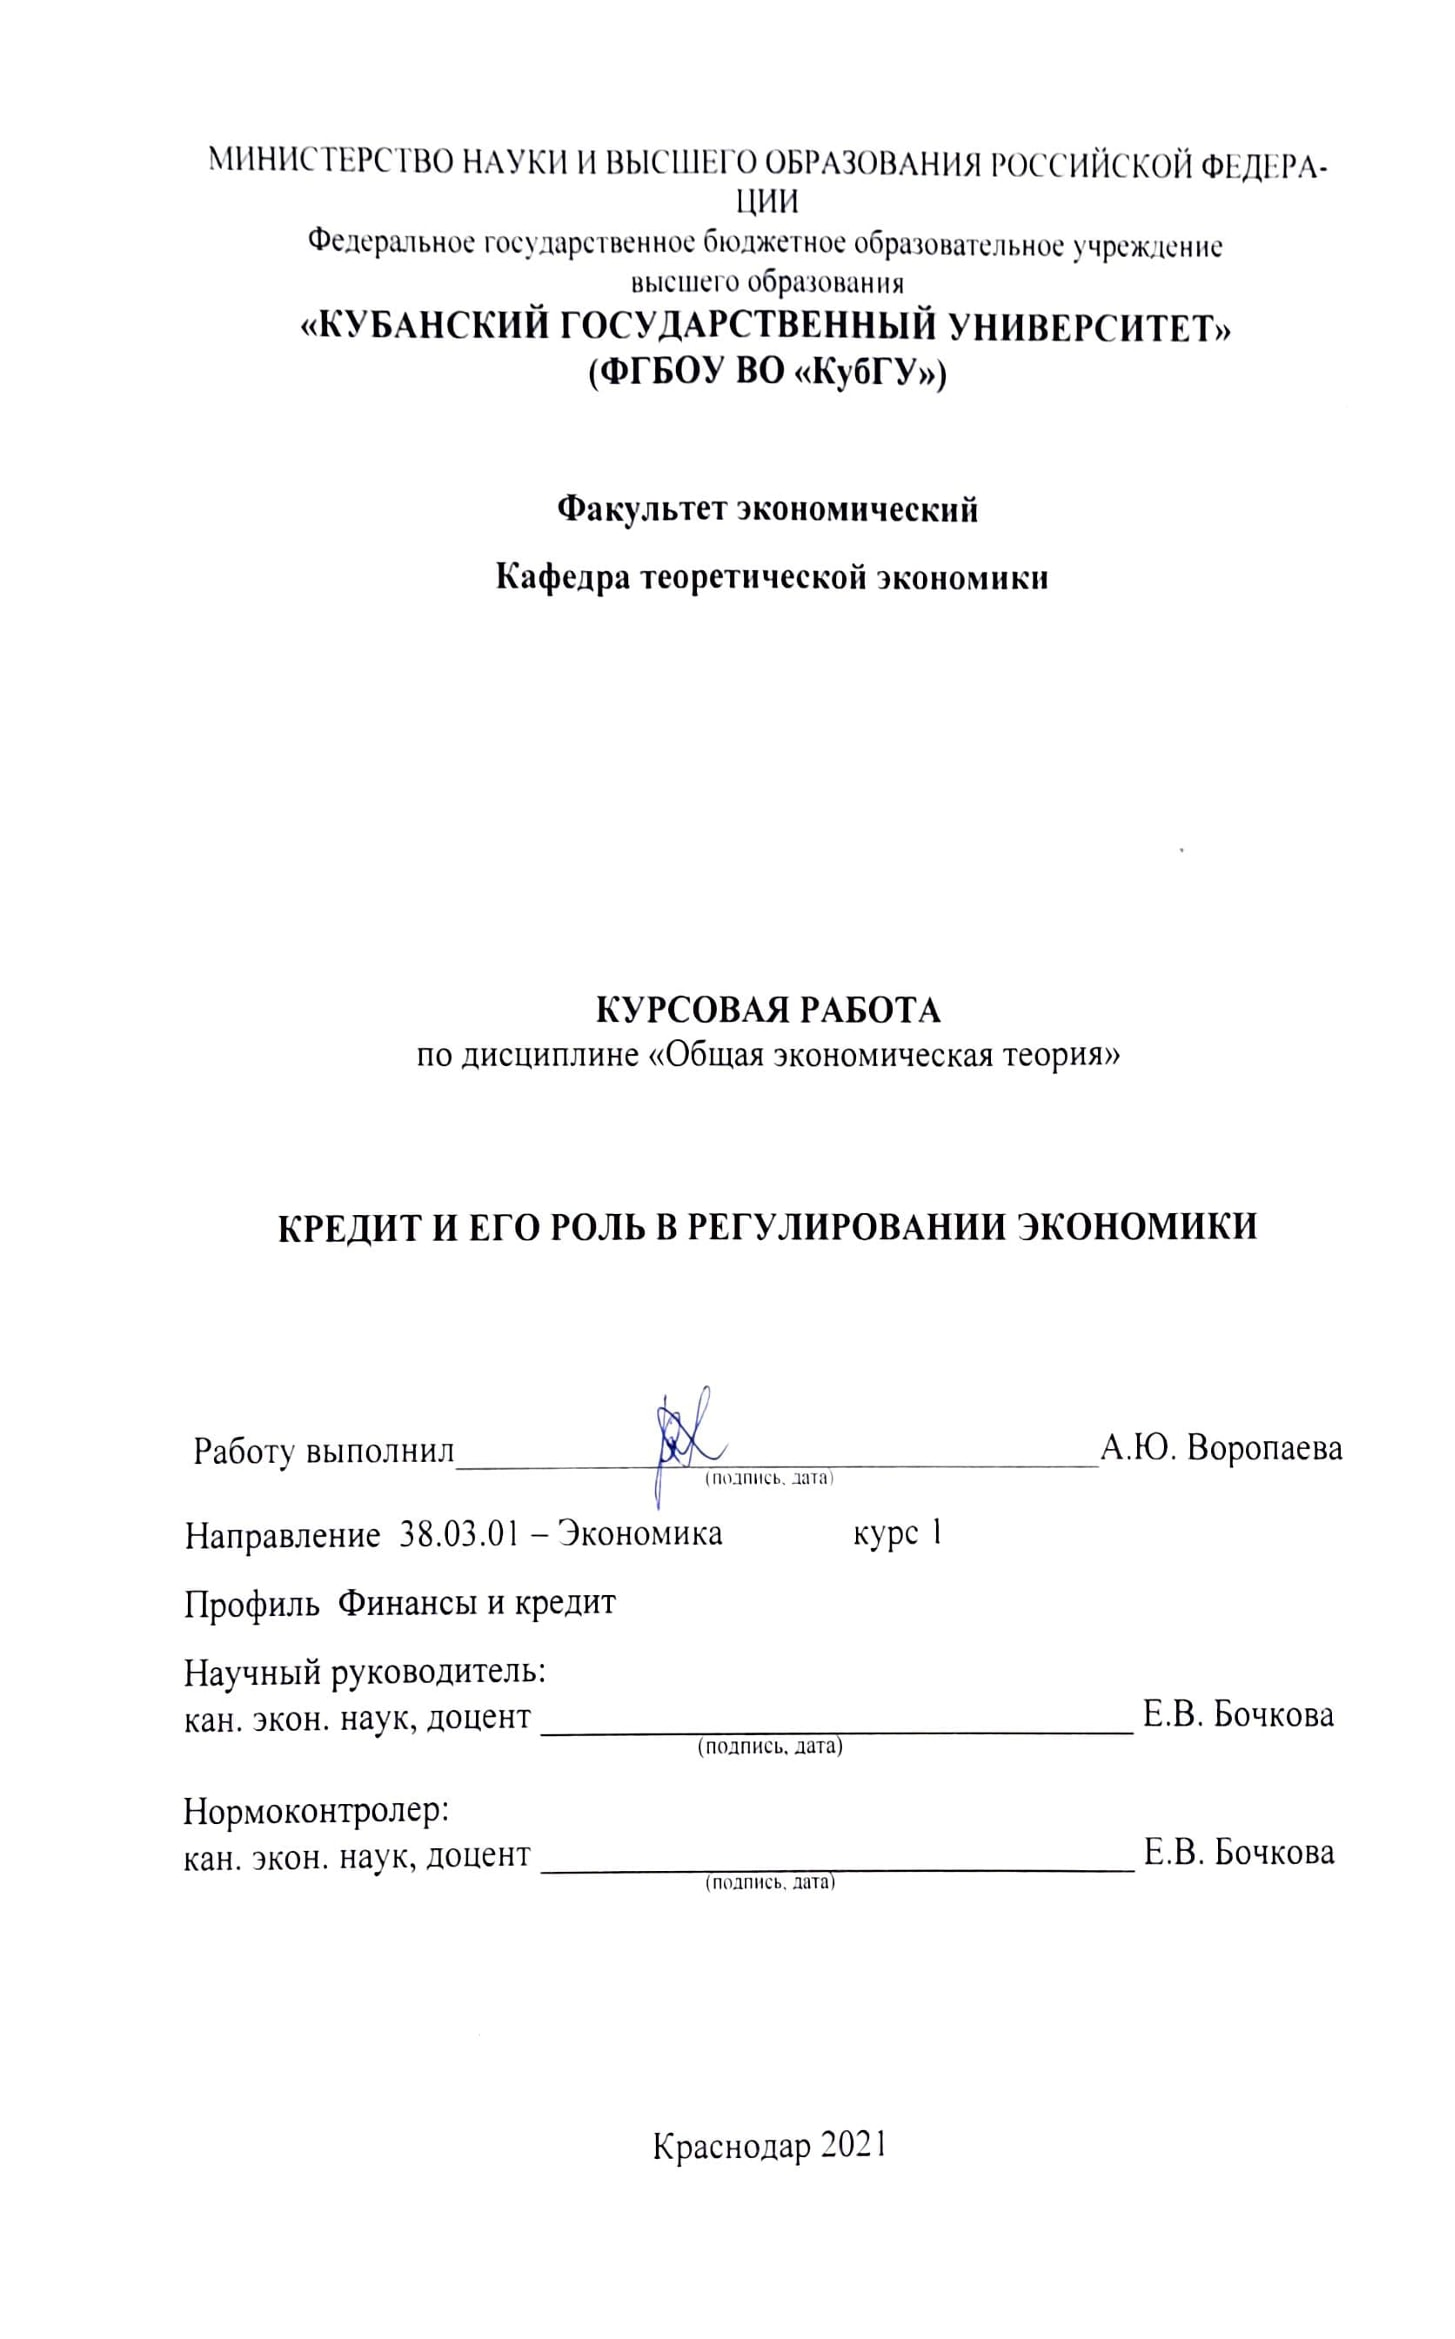 МИНИСТЕРСТВО НАУКИ И ВЫСШЕГО ОБРАЗОВАНИЯ РОССИЙСКОЙ ФЕДЕРА-
ЦИИ
Федеральное государственное бюджетное образовательное учреждение
высшего образования
«КУБАНСКИЙ ГОСУДАРСТВЕННЫЙ УНИВЕРСИТЕТ»
(ФГБОУ ВО «КубГУ»)
Факультет экономический
Кафедра теоретической экономики
КУРСОВАЯ РАБОТА
по дисциплине «Общая экономическая теория»
КРЕДИТ И ЕГО РОЛЬ В РЕГУЛИРОВАНИИ ЭКОНОМИКИ
Работу выполнил А.Ю. Воропаева
(подпись, дата)
Направление 38.03.01 – Экономика курс 1
Профиль Финансы и кредит
Научный руководитель:
кан. экон. наук, доцент Е.В. Бочкова
(подпись, дата)
Нормоконтролер:
кан. экон. наук, доцент Е.В. Бочкова
(подпись, дата)
Краснодар 2021